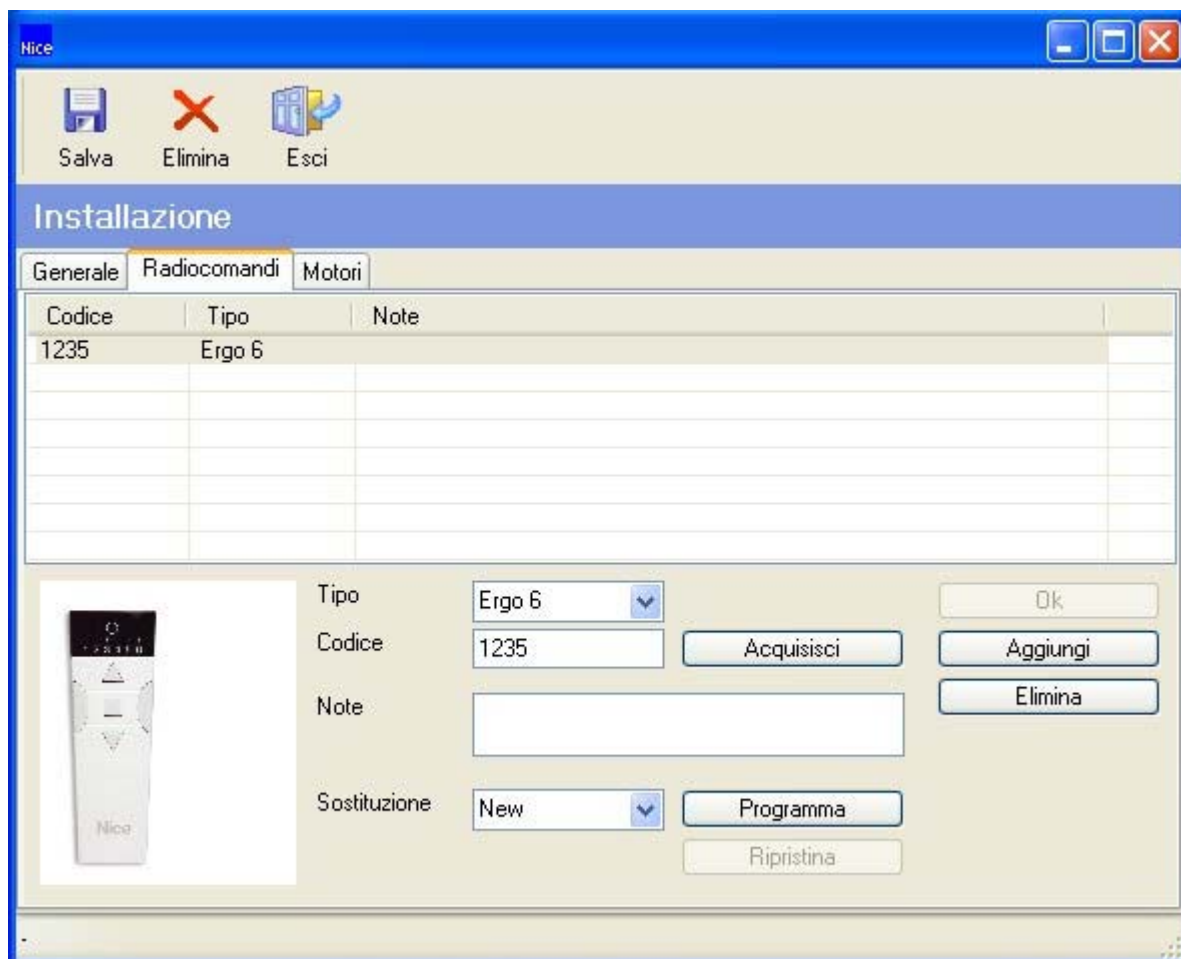 Nice
Salva Elimina Esci
Installazione
Generale Radiocomandi Motori
Codice Tipo Note
1235 Ergo 6
Tipo Ergo 6 Ok
Codice 1235 Acquisisci Aggiungi
Elimina
Note
Sostituzione New Programma
Ripristina
Nice